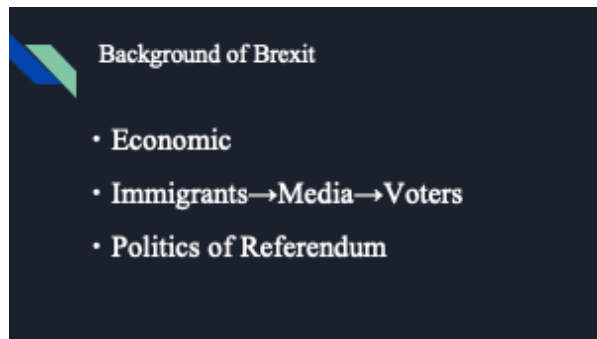 Background of Brexit
・Economic
・Immigrants→Media→Voters
・Politics of Referendum